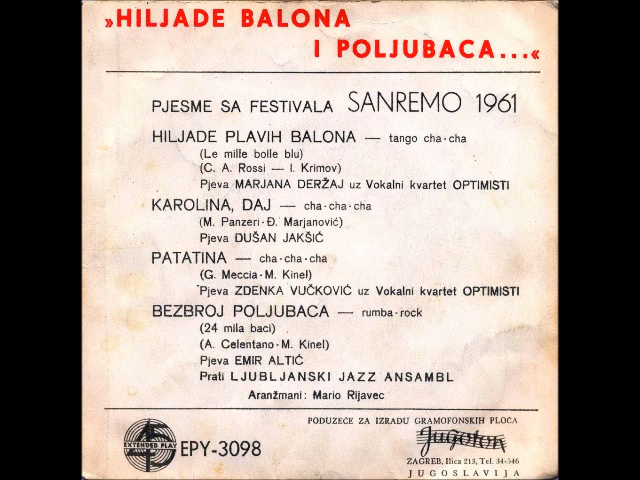 »HILJADE BALONA
I POLJUBACA...«
PJESME SA FESTIVALA SANREMO 1961
HILJADE PLAVIH BALONA — tango cha-cha
(Le mille bolle blu)
(C. A. Rossi — I. Krimov)
Pjeva MARJANA DERŽAJ uz Vokalni kvartet OPTIMISTI
KAROLINA, DAJ — cha-cha-cha
(M. Panzeri-Đ. Marjanović)
Pjeva DUŠAN JAKŠIĆ
PATATINA — cha-cha-cha
(G. Meccia-M. Kinel)
Pjeva ZDENKA VUČKOVIĆ uz Vokalni kvartet OPTIMISTI
BEZBROJ POLJUBACA — rumba-rock
(24 mila baci)
(A. Celentano-M. Kinel)
Pjeva EMIR ALTIĆ
Prati LJUBLJANSKI JAZZ ANSAMBL
Aranžmani: Mario Rijavec
PODUZEĆE ZA IZRADU GRAMOFONSKIH PLOČA
Jugoton
EXTENDED PLAY
EPY-3098
ZAGREB, Ilica 213, Tel. 34-546
JUGOSLAVIJA